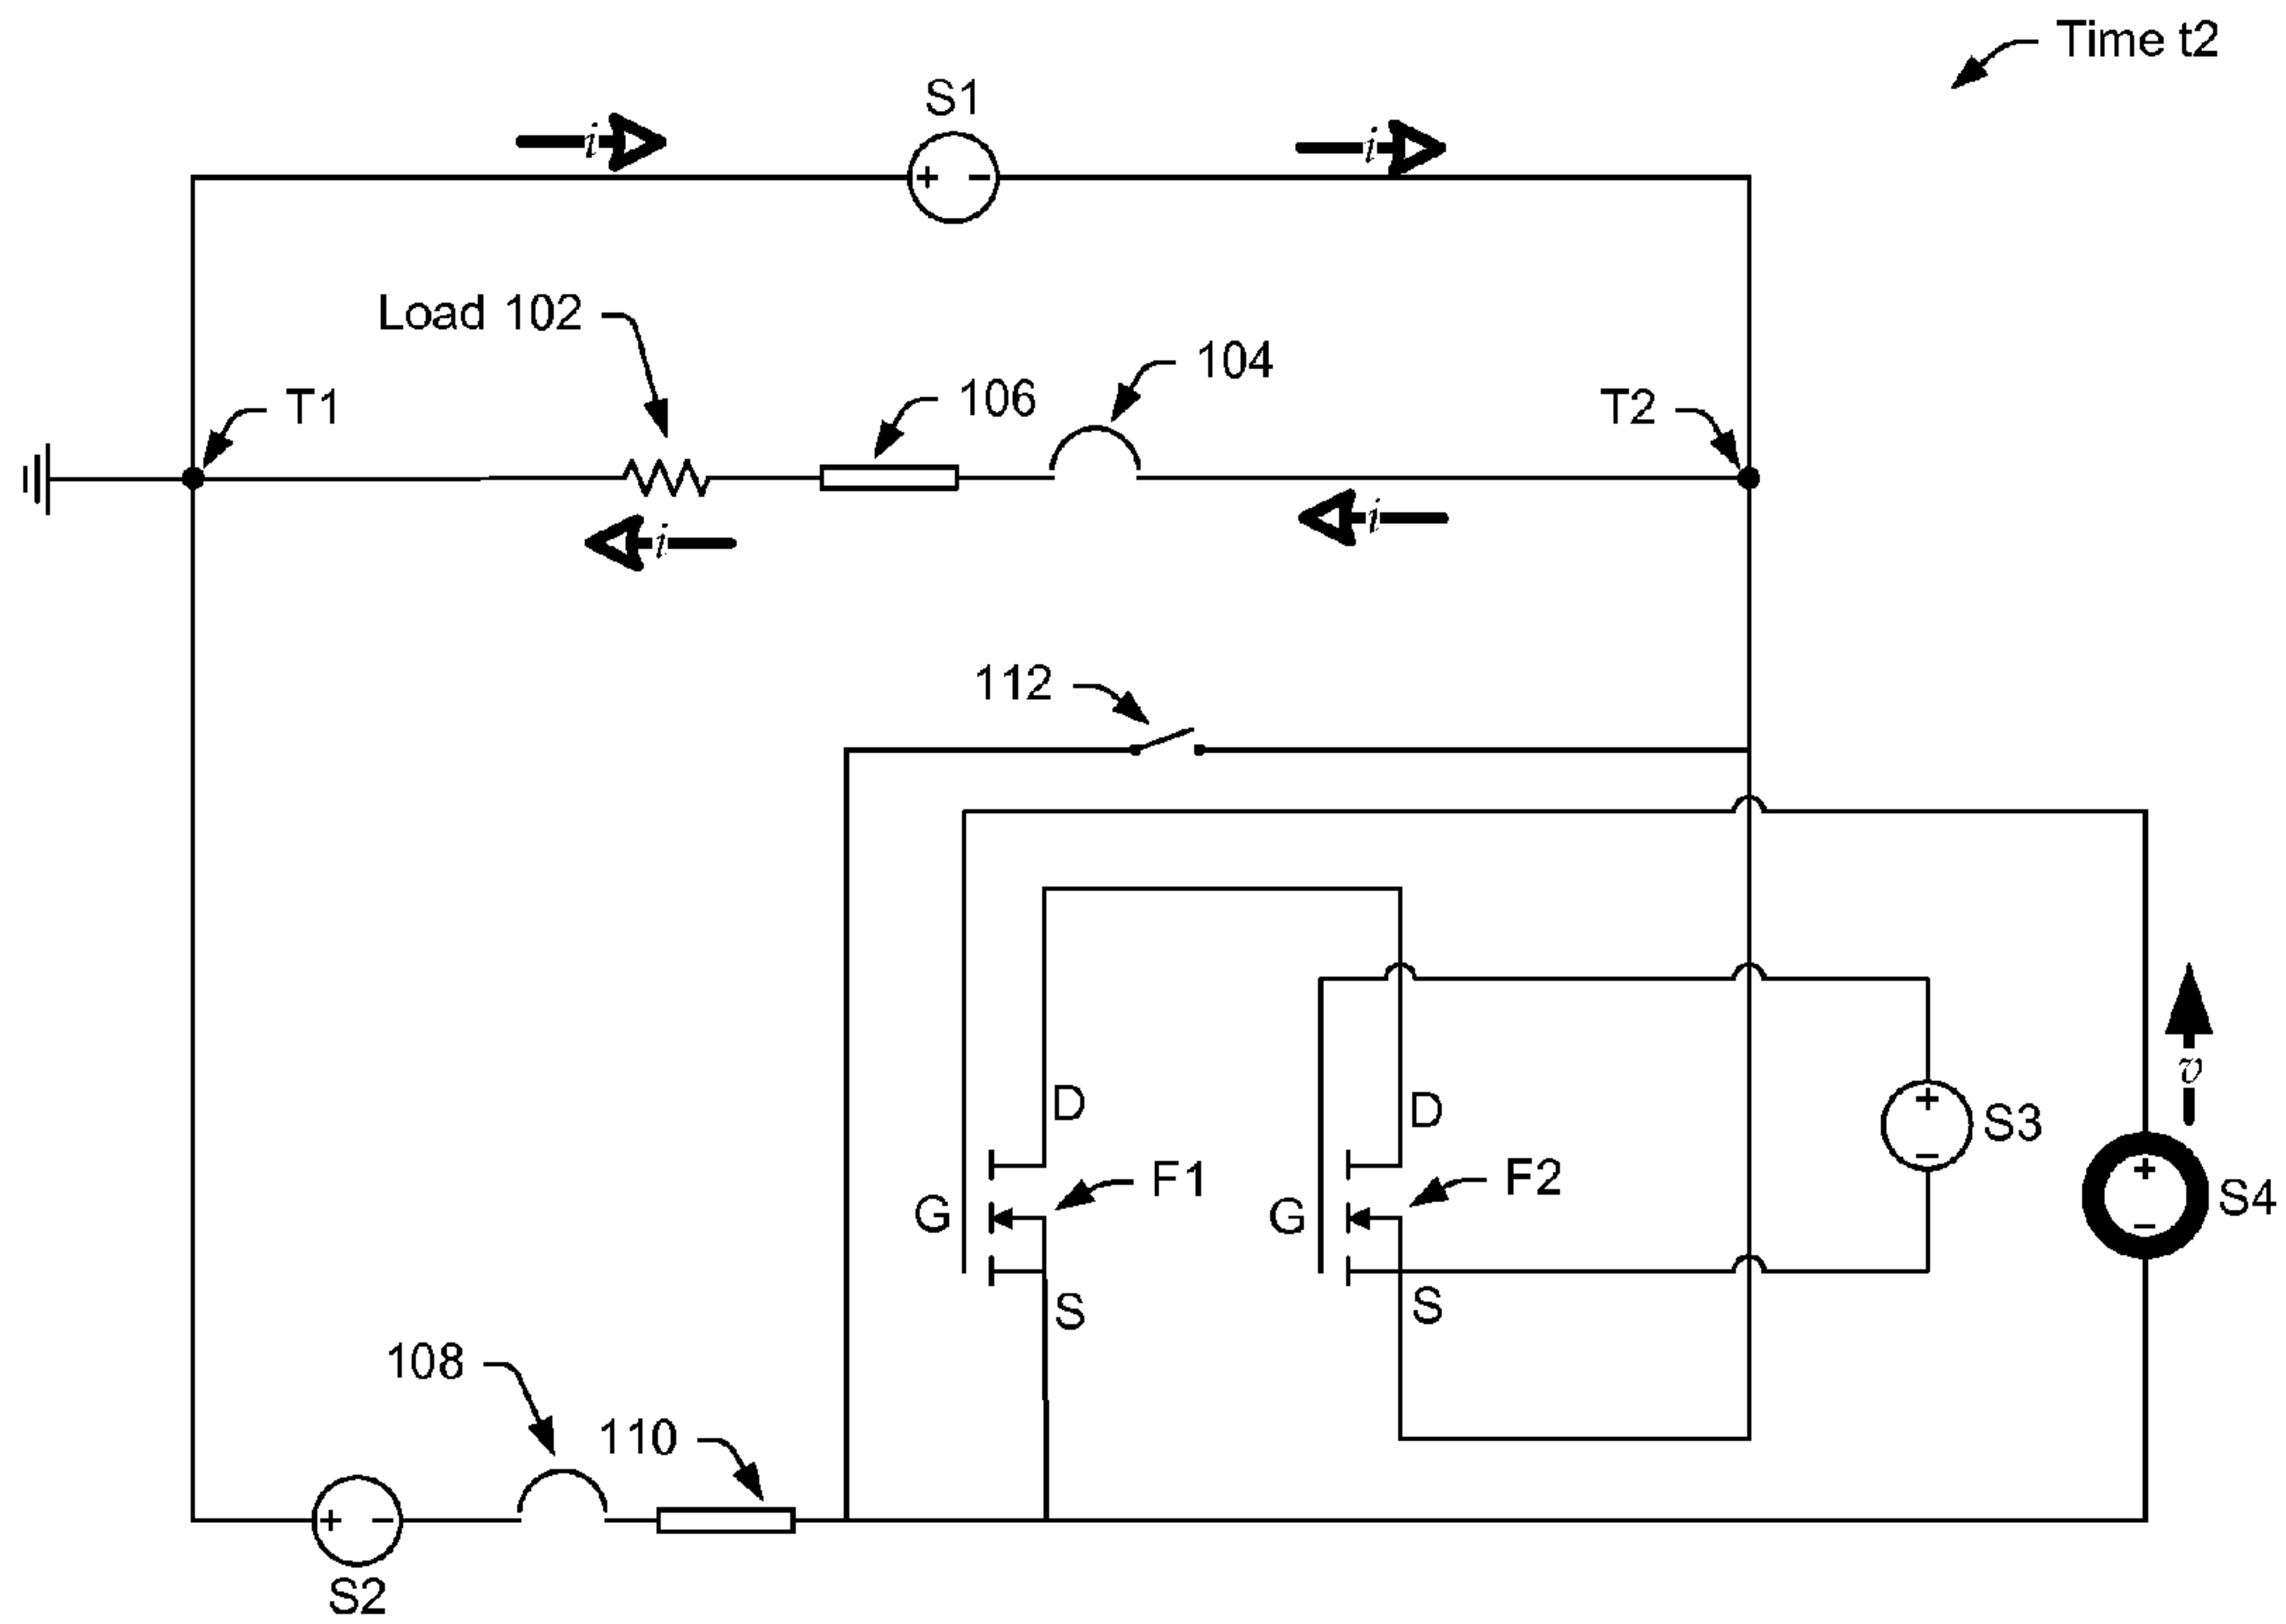 Time t2
S1
i
i
+ -
Load 102
104
106
T1
T2
i
i
112
v
D
D
+
-
S3
F1
F2
+
-
S4
G
G
S
S
108
110
+ -
S2